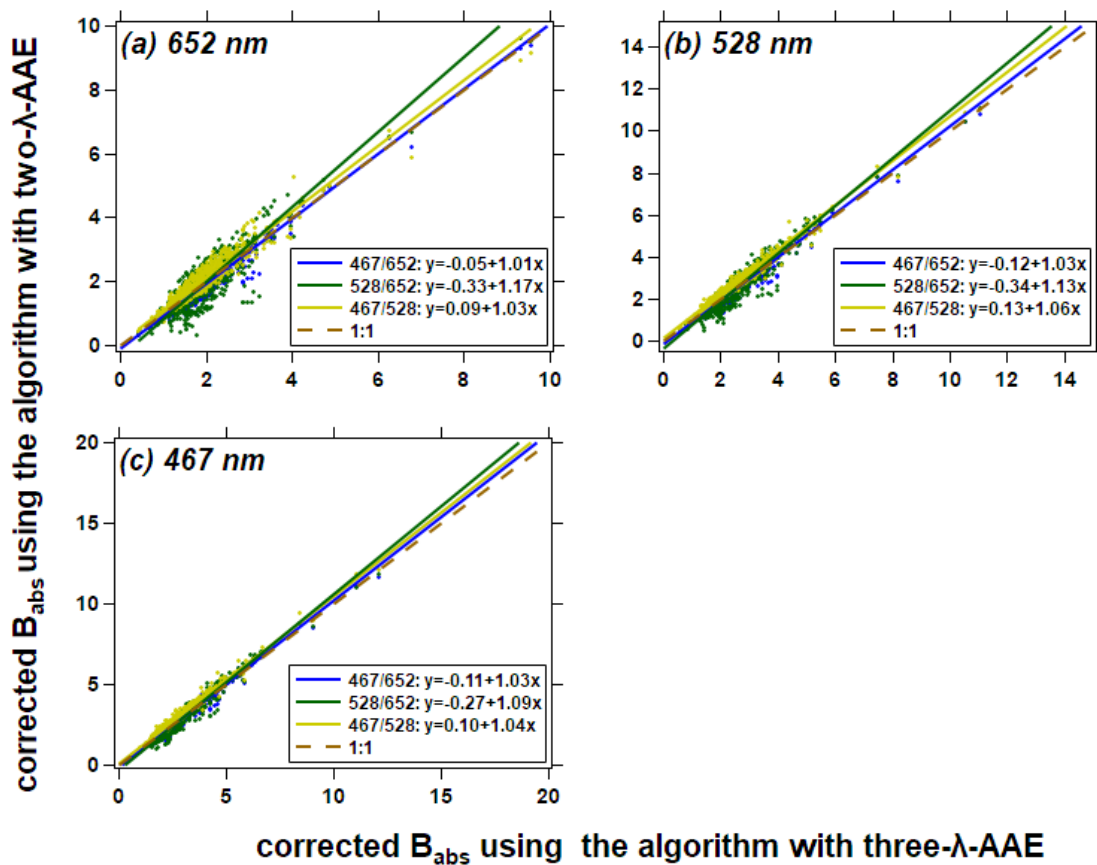 corrected Babs using the algorithm with two-λ-AAE
(a) 652 nm
10
8
6
4
2
0
467/652: y=-0.05+1.01x
528/652: y=-0.33+1.17x
467/528: y=0.09+1.03x
1:1
0 2 4 6 8 10
(b) 528 nm
14
12
10
8
6
4
2
0
467/652: y=-0.12+1.03x
528/652: y=-0.34+1.13x
467/528: y=0.13+1.06x
1:1
0 2 4 6 8 10 12 14
(c) 467 nm
20
15
10
5
0
467/652: y=-0.11+1.03x
528/652: y=-0.27+1.09x
467/528: y=0.10+1.04x
1:1
0 5 10 15 20
corrected Babs using the algorithm with three-λ-AAE